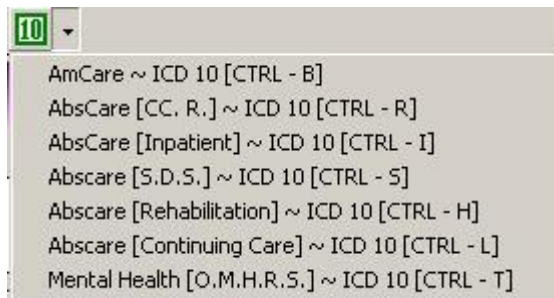 10
AmCare ~ ICD 10 [CTRL - B]
AbsCare [CC. R.] ~ ICD 10 [CTRL - R]
AbsCare [Inpatient] ~ ICD 10 [CTRL - I]
Abscare [S.D.S.] ~ ICD 10 [CTRL - S]
Abscare [Rehabilitation] ~ ICD 10 [CTRL - H]
Abscare [Continuing Care] ~ ICD 10 [CTRL - L]
Mental Health [O.M.H.R.S.] ~ ICD 10 [CTRL - T]